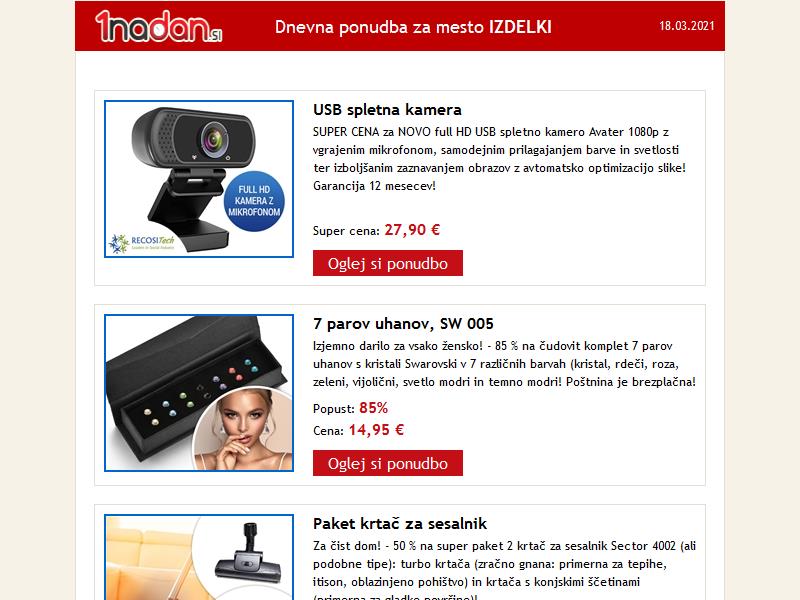 1nadan.si
Dnevna ponudba za mesto IZDELKI
18.03.2021
USB spletna kamera
SUPER CENA za NOVO full HD USB spletno kamero Avater 1080p z
vgrajenim mikrofonom, samodejnim prilagajanjem barve in svetlosti
ter izboljšanim zaznavanjem obrazov z avtomatsko optimizacijo slike!
Garancija 12 mesecev!
FULL HD
KAMERA Z
MIKROFONOM
RECOSITech
Super cena: 27,90 €
Oglej si ponudbo
7 parov uhanov, SW 005
Izjemno darilo za vsako žensko! - 85 % na čudovit komplet 7 parov
uhanov s kristali Swarovski v 7 različnih barvah (kristal, rdeči, roza,
zeleni, vijolični, svetlo modri in temno modri! Poštnina je brezplačna!
Popust: 85%
Cena: 14,95 €
Oglej si ponudbo
Paket krtač za sesalnik
Za čist dom! - 50 % na super paket 2 krtač za sesalnik Sector 4002 (ali
podobne tipe): turbo krtača (zračno gnana: primerna za tepihe,
itison, oblazinjeno pohištvo) in krtača s konjskimi ščetinami
(primerna za gladke površine)!